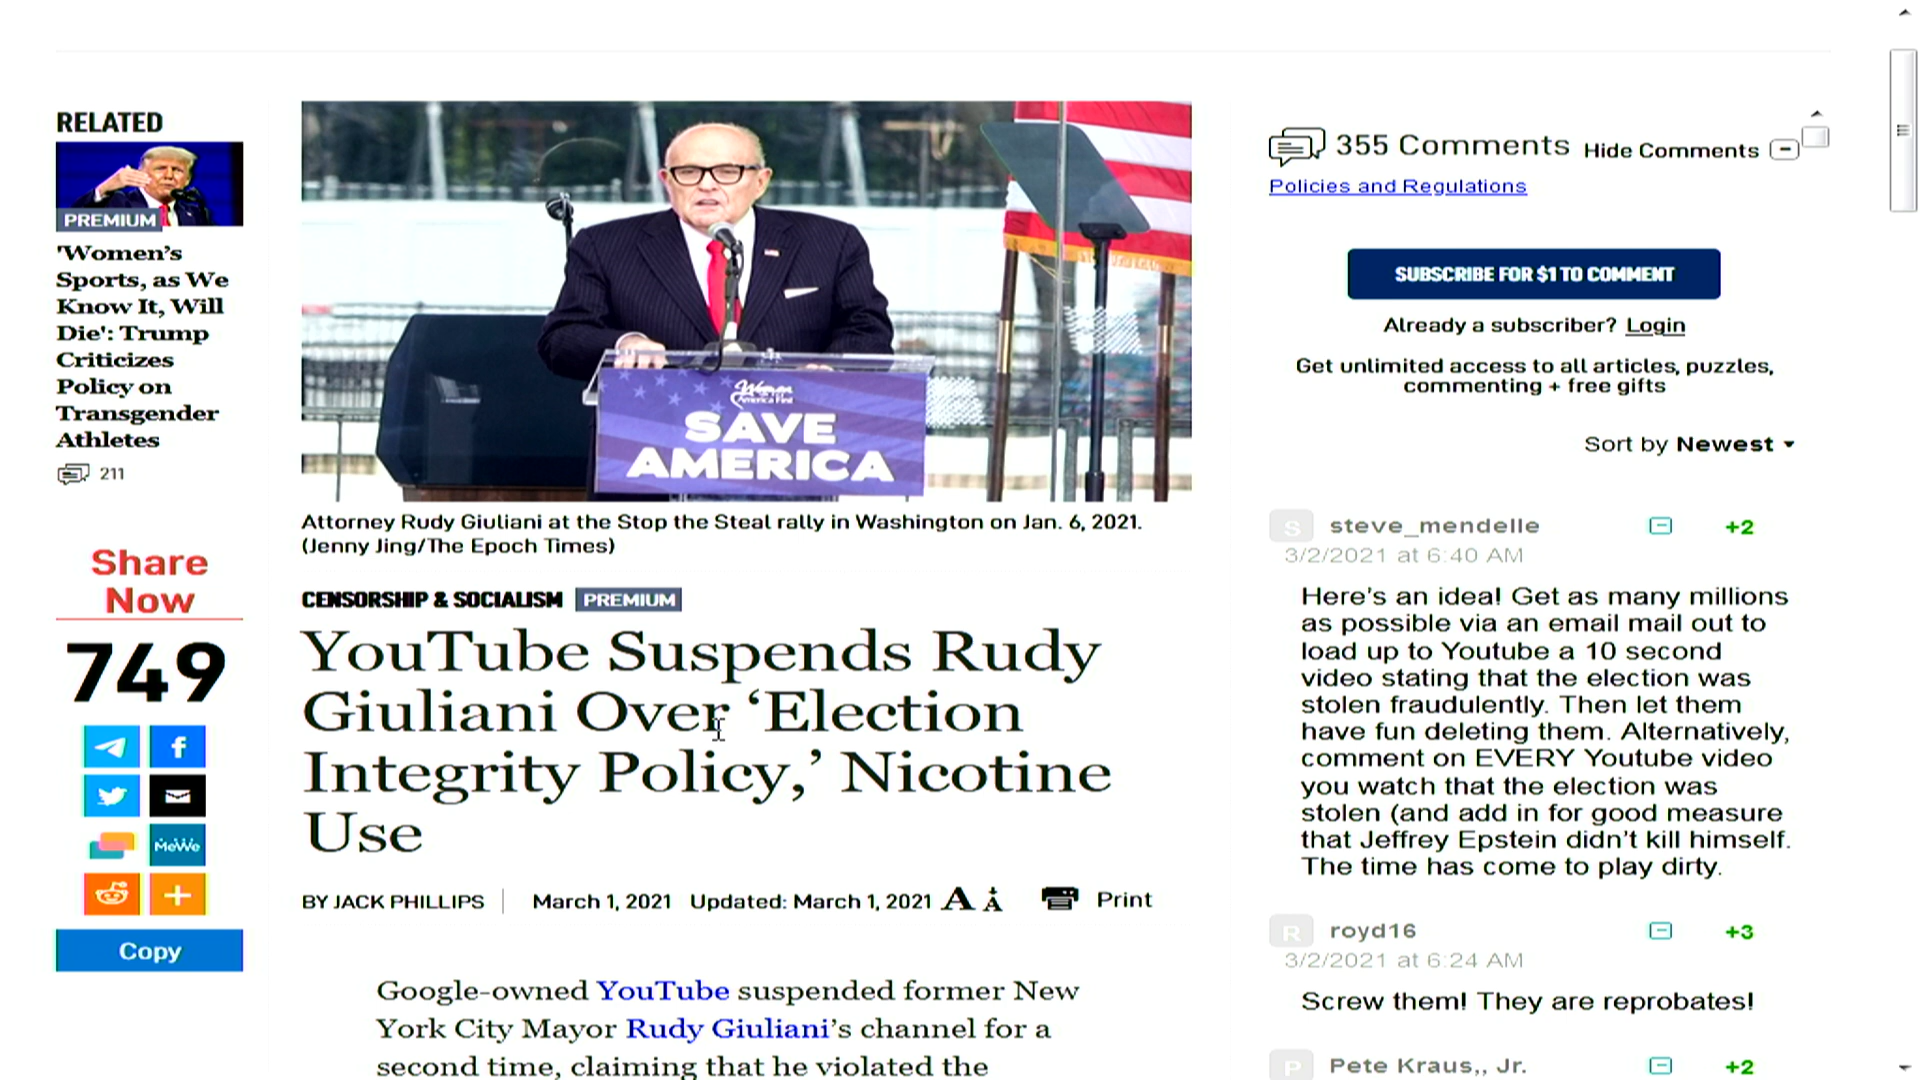 RELATED
PREMIUM
'Women's
Sports, as We
Know It, Will
Die': Trump
Criticizes
Policy on
Transgender
Athletes
211
Share
Now
749
MeWe
Copy
Women
America First
SAVE
AMERICA
Attorney Rudy Giuliani at the Stop the Steal rally in Washington on Jan. 6, 2021.
(Jenny Jing/The Epoch Times)
CENSORSHIP & SOCIALISM PREMIUM
YouTube Suspends Rudy
Giuliani Over ‘Election
Integrity Policy,’ Nicotine
Use
BY JACK PHILLIPS March 1, 2021 Updated: March 1, 2021 A A Print
Google-owned YouTube suspended former New
York City Mayor Rudy Giuliani’s channel for a
second time, claiming that he violated the
355 Comments Hide Comments
Policies and Regulations
SUBSCRIBE FOR $1 TO COMMENT
Already a subscriber? Login
Get unlimited access to all articles, puzzles,
commenting + free gifts
Sort by Newest
S steve_mendelle +2
3/2/2021 at 6:40 AM
Here's an idea! Get as many millions
as possible via an email mail out to
load up to Youtube a 10 second
video stating that the election was
stolen fraudulently. Then let them
have fun deleting them. Alternatively,
comment on EVERY Youtube video
you watch that the election was
stolen (and add in for good measure
that Jeffrey Epstein didn't kill himself.
The time has come to play dirty.
R royd16 +3
3/2/2021 at 6:24 AM
Screw them! They are reprobates!
P Pete Kraus,, Jr. +2